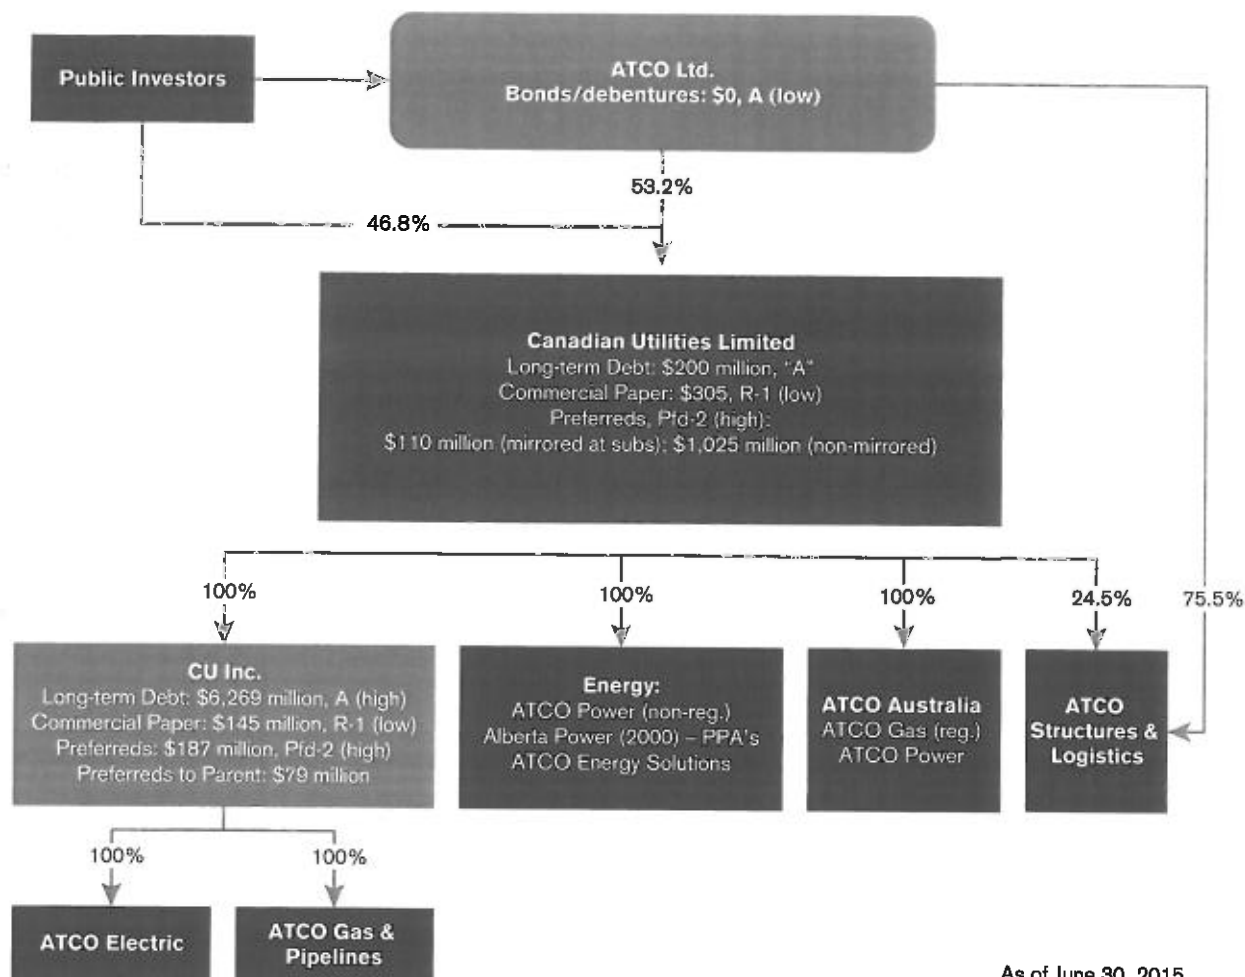 Public Investors
ATCO Ltd.
Bonds/debentures: $0, A (low)
53.2%
46.8%
Canadian Utilities Limited
Long-term Debt: $200 million, "A"
Commercial Paper: $305, R-1 (low)
Preferreds, Pfd-2 (high):
$110 million (mirrored at subs): $1,025 million (non-mirrored)
100%
100%
100%
24.5%
75.5%
CU Inc.
Long-term Debt: $6,269 million, A (high)
Commercial Paper: $145 million, R-1 (low)
Preferreds: $187 million, Pfd-2 (high)
Preferreds to Parent: $79 million
Energy:
ATCO Power (non-reg.)
Alberta Power (2000) – PPA's
ATCO Energy Solutions
ATCO Australia
ATCO Gas (reg.)
ATCO Power
ATCO
Structures &
Logistics
100%
100%
ATCO Electric
ATCO Gas &
Pipelines
As of June 30, 2015